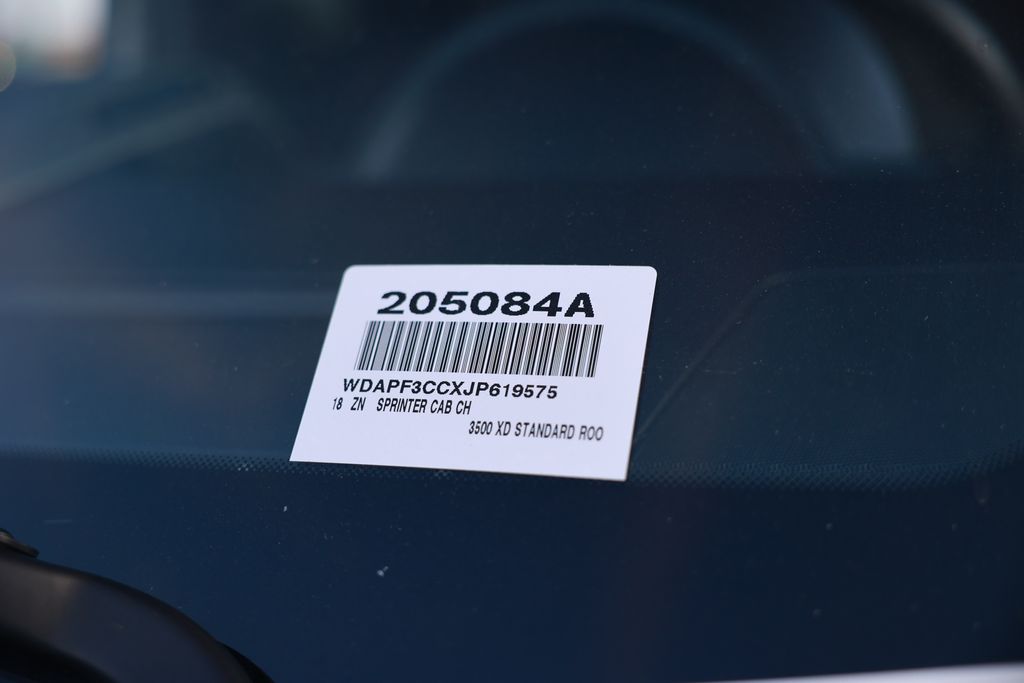 205084A
WDAPF3CCXJP619575
18 ZN SPRINTER CAB CH
3500 XD STANDARD ROO